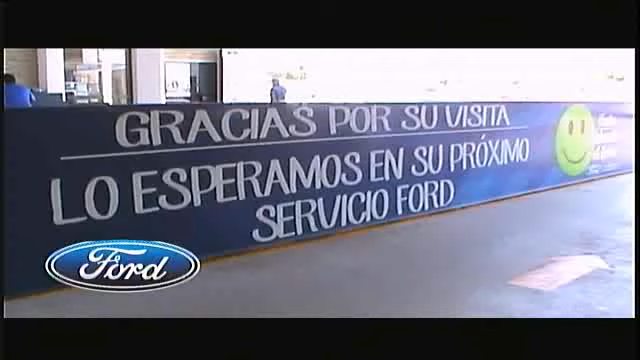 GRACIAS POR SU VISITA
LO ESPERAMOS EN SU PRÓXIMO
SERVICIO FORD
Ford